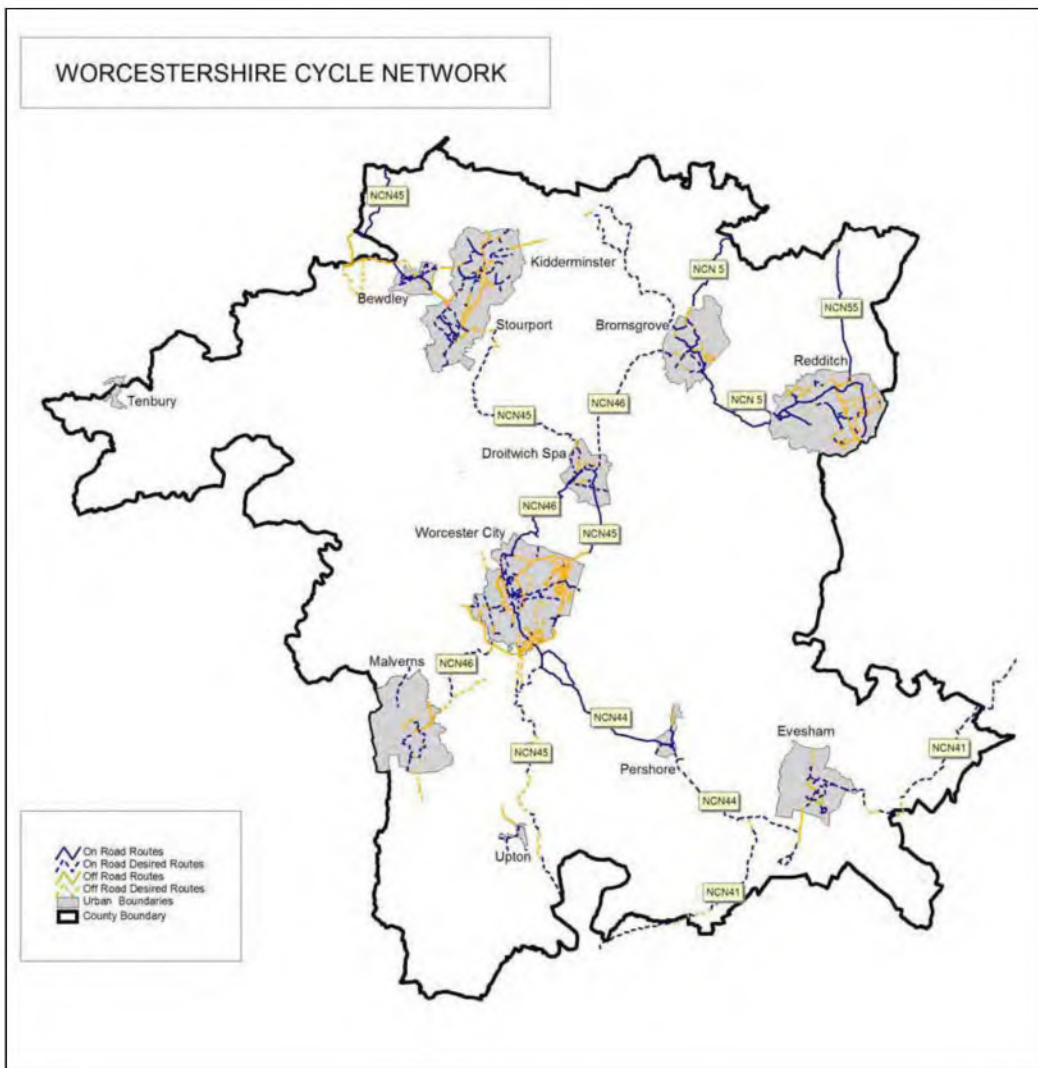 WORCESTERSHIRE CYCLE NETWORK
NCN45
Kidderminster
NCN 5
Bewdley
NCN55
Stourport
Bromsgrove
Redditch
Tenbury
NCN46
NCN 5
NCN45
Droitwich Spa
NCN46
Worcester City
NCN45
Malverns
NCN46
NCN44
Evesham
NCN45
NCN41
Pershore
NCN44
Upton
NCN41
On Road Routes
On Road Desired Routes
Off Road Routes
Off Road Desired Routes
Urban Boundaries
County Boundary